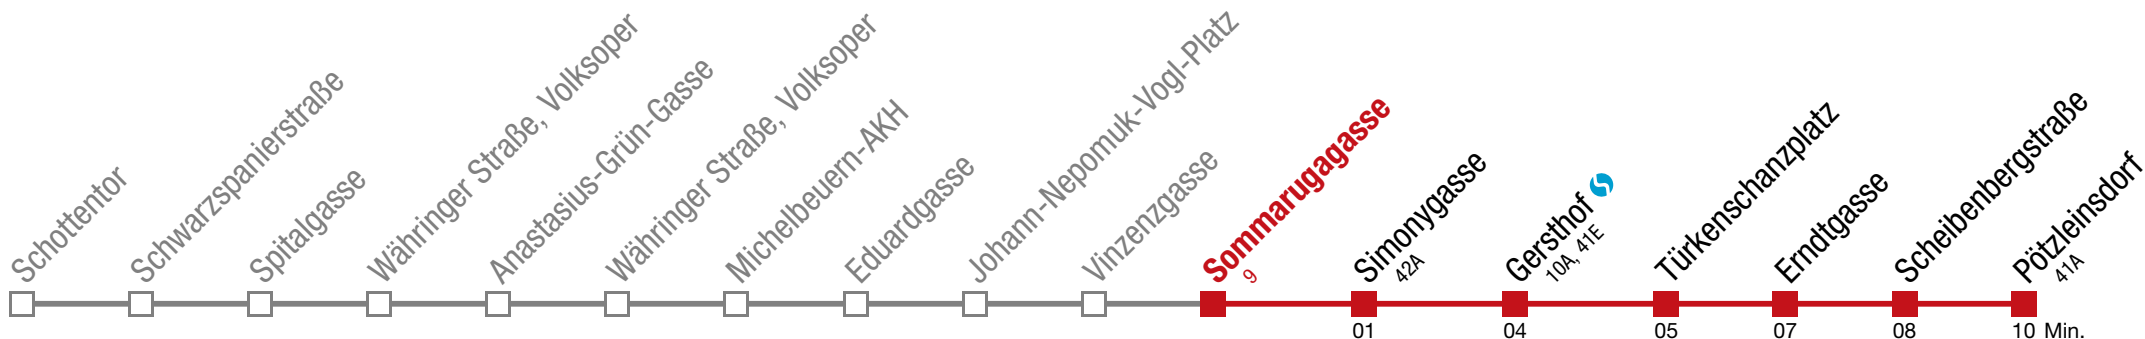 Schottentor
Schwarzspanierstraße
Spitalgasse
Währinger Straße, Volksoper
Anastasius-Grün-Gasse
Währinger Straße, Volksoper
Michelbeuern-AKH
Eduardgasse
Johann-Nepomuk-Vogl-Platz
Vinzenzgasse
Sommarugagasse
9
Simonygasse
42A
Gersthof
10A, 41E
Türkenschanzplatz
Erndtgasse
Scheibenbergstraße
Pötzleinsdorf
41A
01 04 05 07 08 10 Min.